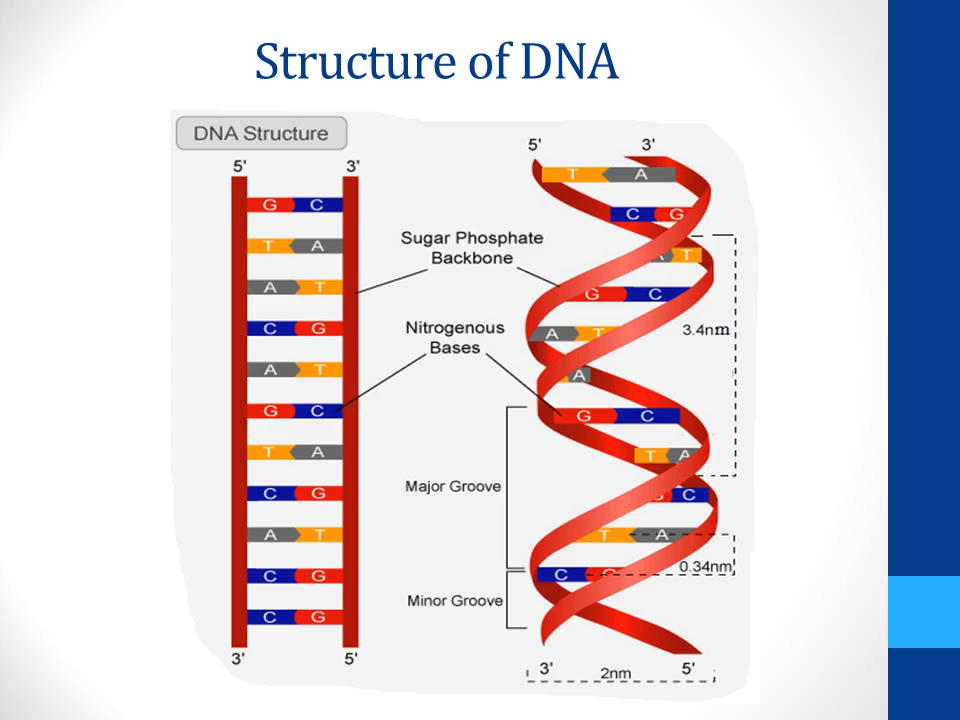 Structure of DNA
DNA Structure
5' 3'
G C
T A
A T
C G
A T
G C
T A
C G
A T
C G
C G
3' 5'
Sugar Phosphate
Backbone
Nitrogenous
Bases
Major Groove
Minor Groove
5' 3'
T A
C G
A T
G C
A T
A
G C
T A
G C
T A
C G
3' 5'
3.4nm
0.34nm
2nm